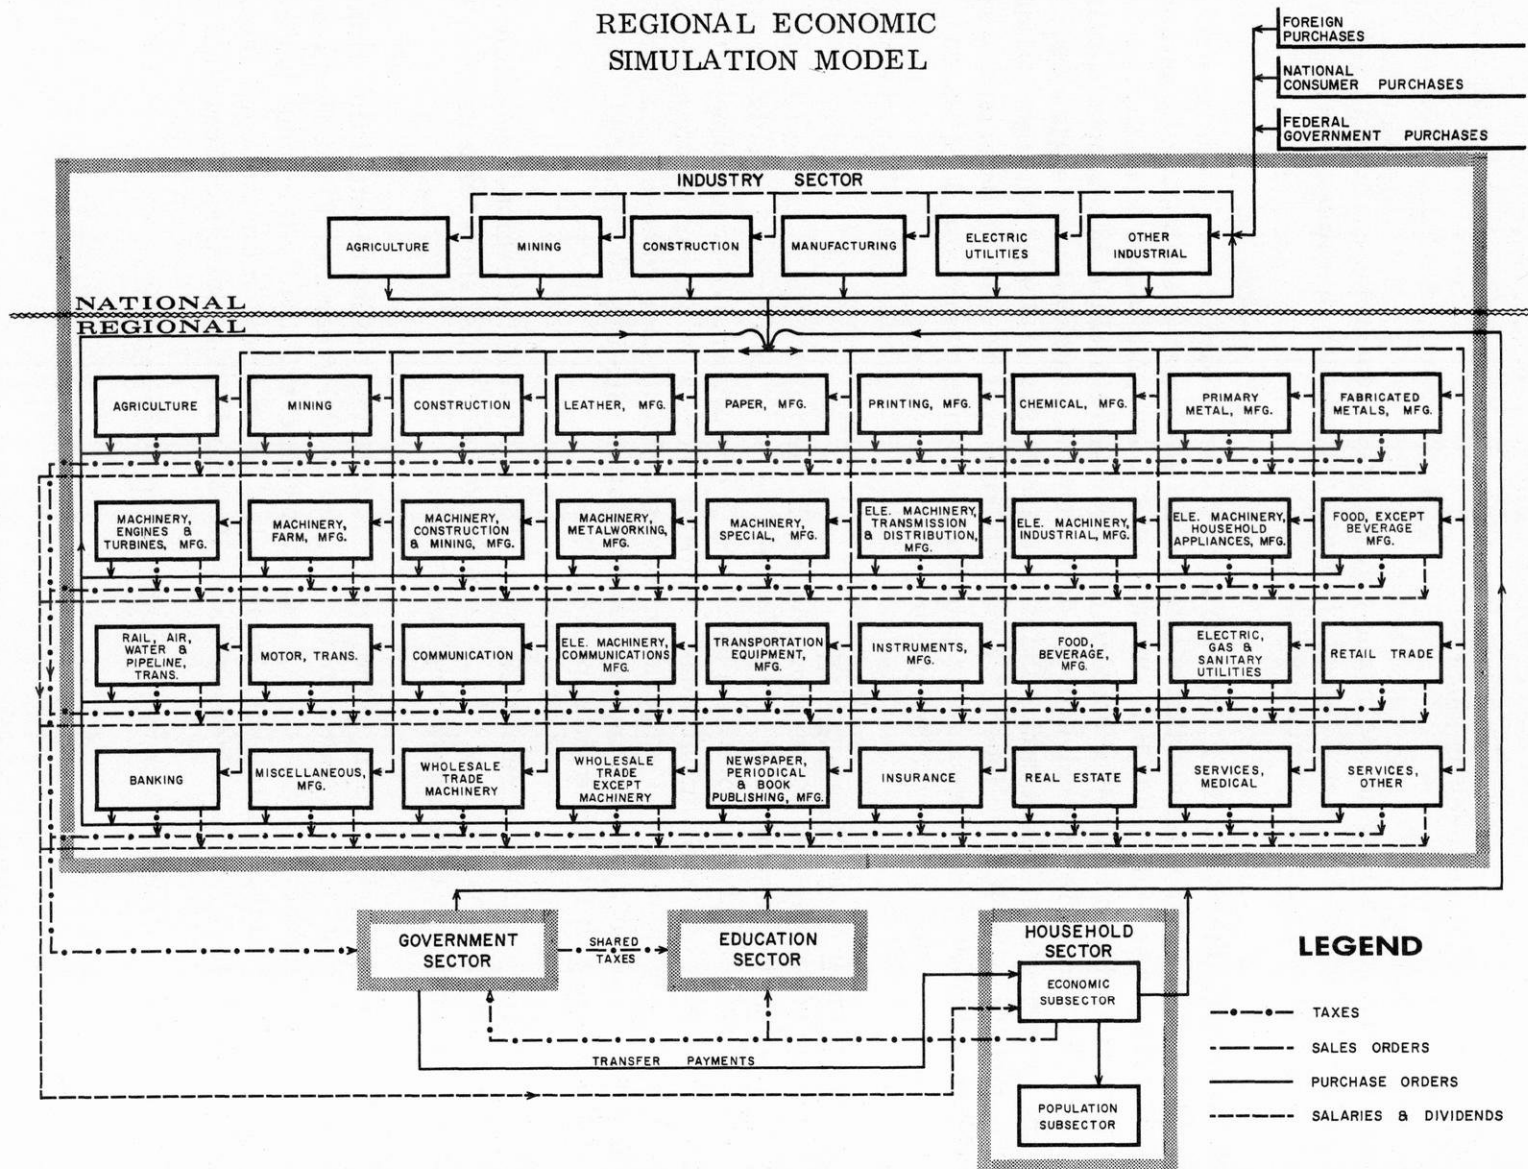 REGIONAL ECONOMIC
SIMULATION MODEL
FOREIGN
PURCHASES
NATIONAL
CONSUMER PURCHASES
FEDERAL
GOVERNMENT PURCHASES
INDUSTRY SECTOR
AGRICULTURE
MINING
CONSTRUCTION
MANUFACTURING
ELECTRIC
UTILITIES
OTHER
INDUSTRIAL
NATIONAL
REGIONAL
AGRICULTURE
MINING
CONSTRUCTION
LEATHER, MFG.
PAPER, MFG.
PRINTING, MFG.
CHEMICAL, MFG.
PRIMARY
METAL, MFG.
FABRICATED
METALS, MFG.
MACHINERY,
ENGINES &
TURBINES, MFG.
MACHINERY,
FARM, MFG.
MACHINERY,
CONSTRUCTION
& MINING, MFG.
MACHINERY,
METALWORKING,
MFG.
MACHINERY,
SPECIAL, MFG.
ELE. MACHINERY,
TRANSMISSION
& DISTRIBUTION,
MFG.
ELE. MACHINERY,
INDUSTRIAL, MFG.
ELE. MACHINERY,
HOUSEHOLD
APPLIANCES, MFG.
FOOD, EXCEPT
BEVERAGE
MFG.
RAIL, AIR,
WATER &
PIPELINE,
TRANS.
MOTOR, TRANS.
COMMUNICATION
ELE. MACHINERY,
COMMUNICATIONS
MFG.
TRANSPORTATION
EQUIPMENT,
MFG.
INSTRUMENTS,
MFG.
FOOD,
BEVERAGE,
MFG.
ELECTRIC,
GAS &
SANITARY
UTILITIES
RETAIL TRADE
BANKING
MISCELLANEOUS,
MFG.
WHOLESALE
TRADE
MACHINERY
WHOLESALE
TRADE
EXCEPT
MACHINERY
NEWSPAPER,
PERIODICAL
& BOOK
PUBLISHING, MFG.
INSURANCE
REAL ESTATE
SERVICES,
MEDICAL
SERVICES,
OTHER
GOVERNMENT
SECTOR
SHARED
TAXES
EDUCATION
SECTOR
HOUSEHOLD
SECTOR
ECONOMIC
SUBSECTOR
TRANSFER PAYMENTS
POPULATION
SUBSECTOR
LEGEND
TAXES
SALES ORDERS
PURCHASE ORDERS
SALARIES & DIVIDENDS